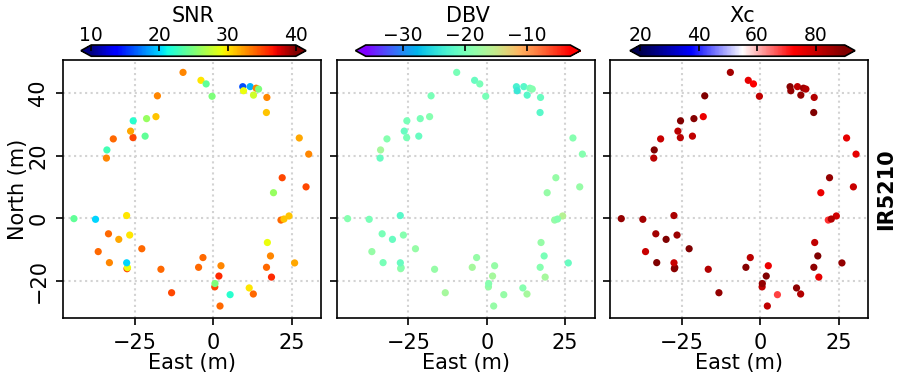 SNR DBV Xc
10 20 30 40 −30 −20 −10 20 40 60 80
40
20
0
−20
North (m)
IR5210
−25 0 25 −25 0 25 −25 0 25
East (m) East (m) East (m)